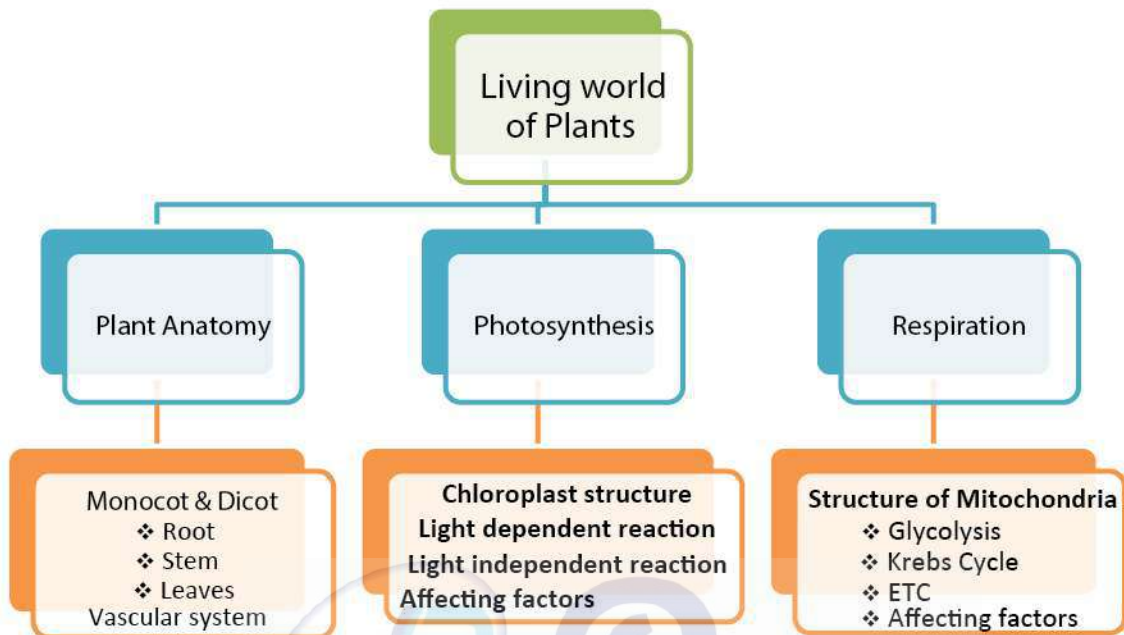 Living world
of Plants
Plant Anatomy
Photosynthesis
Respiration
Monocot & Dicot
❖ Root
❖ Stem
❖ Leaves
Vascular system
Chloroplast structure
Light dependent reaction
Light independent reaction
Affecting factors
Structure of Mitochondria
❖ Glycolysis
❖ Krebs Cycle
❖ ETC
❖ Affecting factors